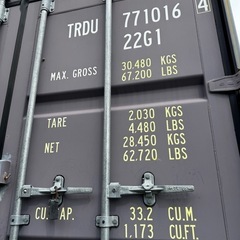 TRDU 771016 4
22G1
MAX. GROSS 30.480 KGS
67.200 LBS
TARE 2.030 KGS
4.480 LBS
NET 28.450 KGS
62.720 LBS
CU.CAP. 33.2 CU.M.
1.173 CU.FT.